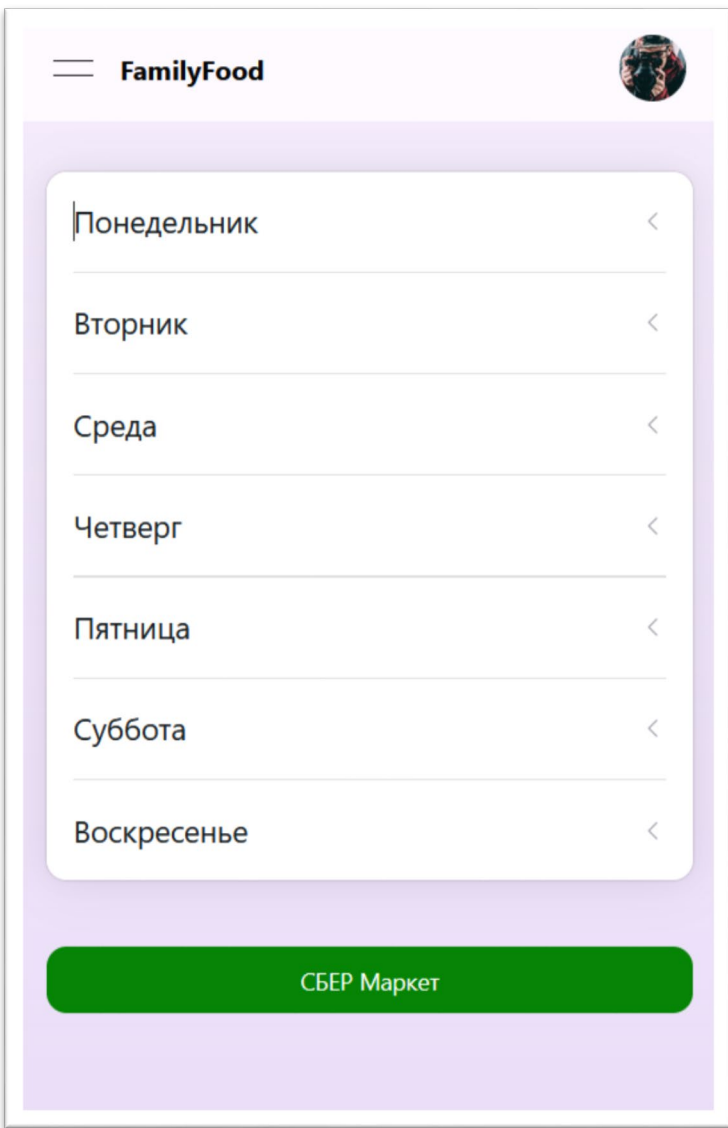 FamilyFood
Понедельник
Вторник
Среда
Четверг
Пятница
Суббота
Воскресенье
СБЕР Маркет